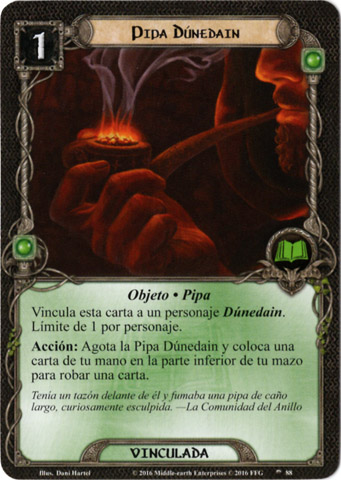 1
PIPA DÚNEDAIN
Objeto • Pipa
Vincula esta carta a un personaje Dúnedain.
Límite de 1 por personaje.
Acción: Agota la Pipa Dúnedain y coloca una
carta de tu mano en la parte inferior de tu mazo
para robar una carta.
Tenía un tazón delante de él y fumaba una pipa de caño
largo, curiosamente esculpida. —La Comunidad del Anillo
VINCULADA
Illus. Dani Hartel © 2016 Middle-earth Enterprises © 2016 FFG 88